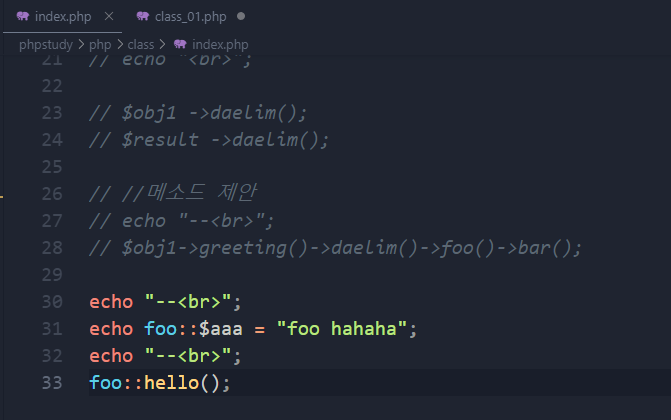 index.php × class_01.php
phpstudy > php > class > index.php
21 // echo "<br>";
22
23 // $obj1 ->daelim();
24 // $result ->daelim();
25
26 // //메소드 제안
27 // echo "--<br>";
28 // $obj1->greeting()->daelim()->foo()->bar();
29
30 echo "--<br>";
31 echo foo::$aaa = "foo hahaha";
32 echo "--<br>";
33 foo::hello();